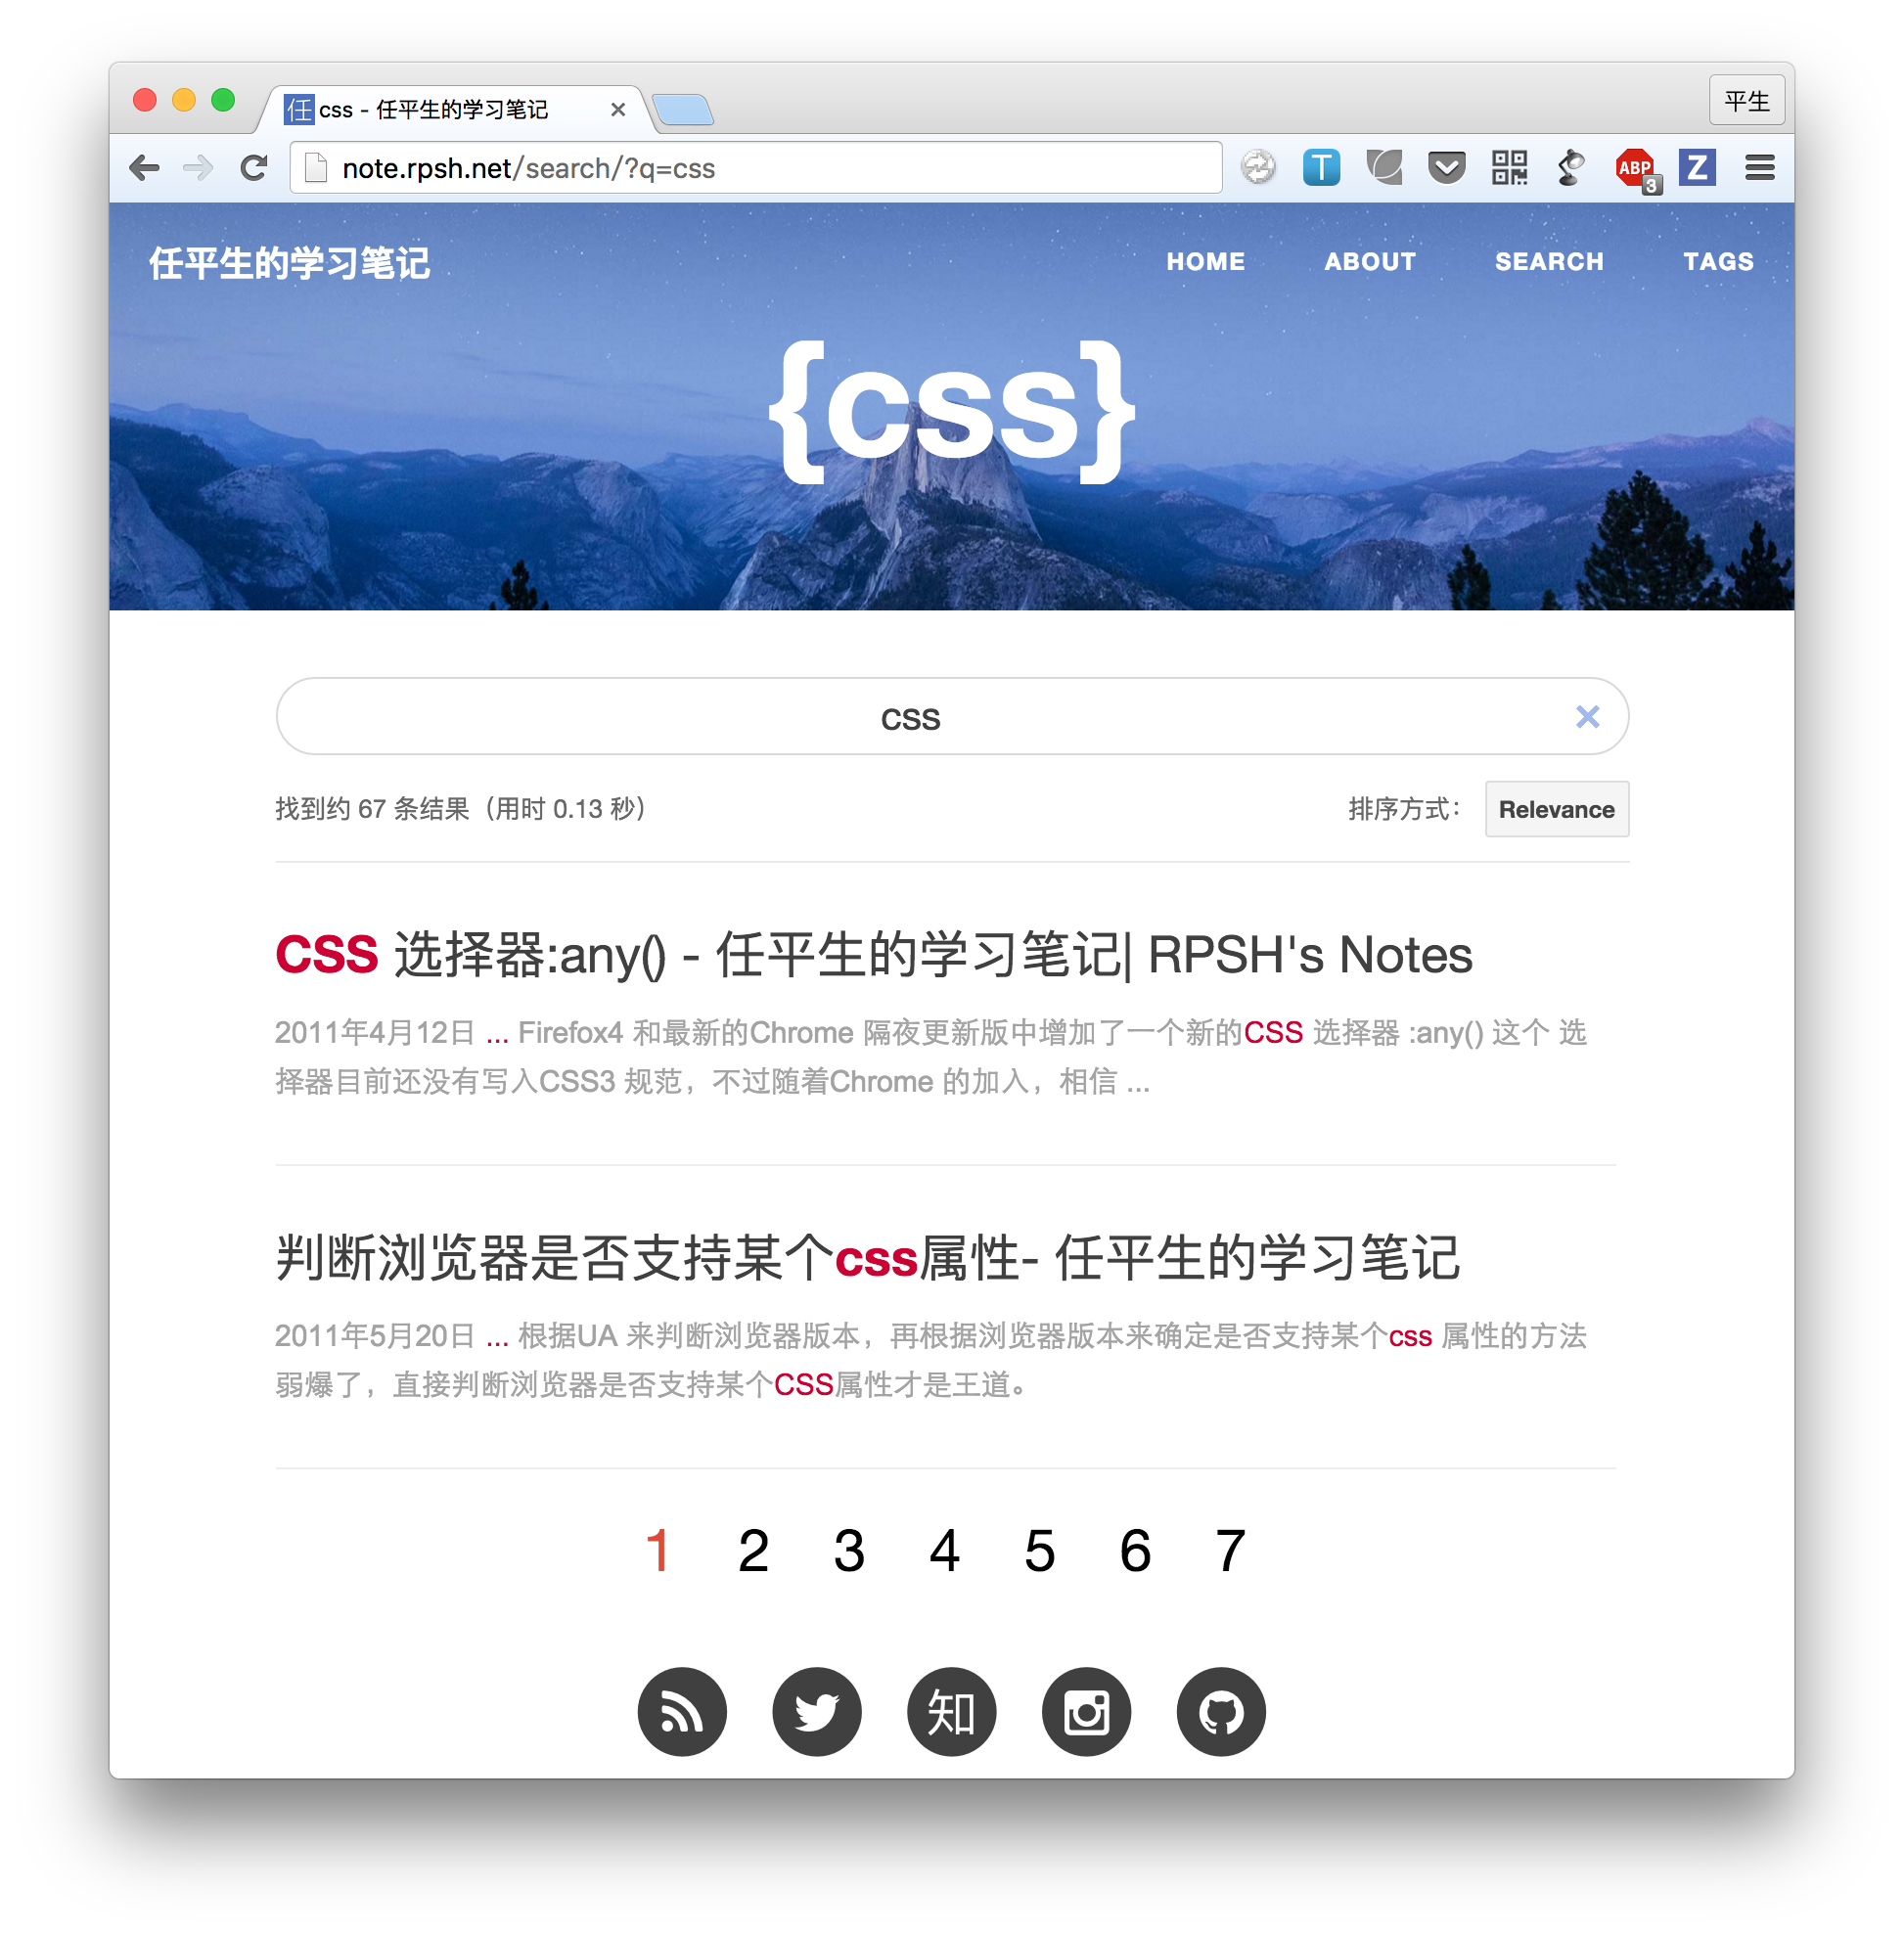 任 css - 任平生的学习笔记
平生
note.rpsh.net/search/?q=css
T
ABP
3
Z
任平生的学习笔记
HOME ABOUT SEARCH TAGS
{css}
css
找到约 67 条结果（用时 0.13 秒）
排序方式： Relevance
CSS 选择器:any() - 任平生的学习笔记| RPSH's Notes
2011年4月12日 ... Firefox4 和最新的Chrome 隔夜更新版中增加了一个新的CSS 选择器 :any() 这个 选
择器目前还没有写入CSS3 规范，不过随着Chrome 的加入，相信 ...
判断浏览器是否支持某个css属性- 任平生的学习笔记
2011年5月20日 ... 根据UA 来判断浏览器版本，再根据浏览器版本来确定是否支持某个css 属性的方法
弱爆了，直接判断浏览器是否支持某个CSS属性才是王道。
1 2 3 4 5 6 7
知